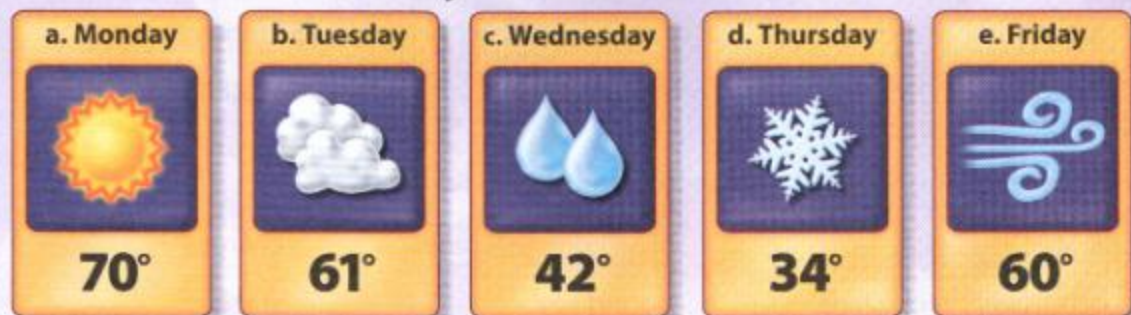 a. Monday
b. Tuesday
c. Wednesday
d. Thursday
e. Friday
70°
61°
42°
34°
60°